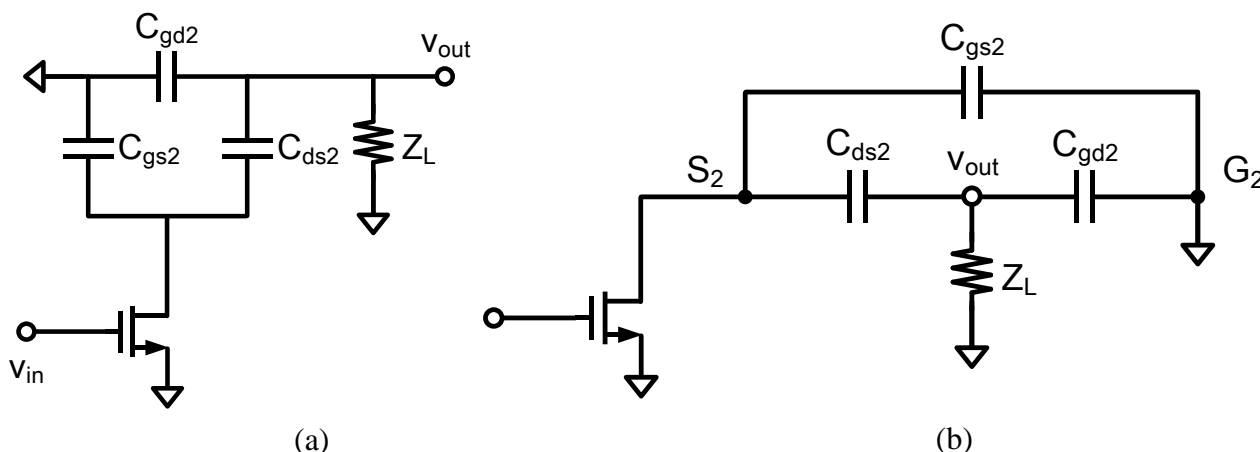 C_gd2
v_out
C_gs2
C_ds2
Z_L
v_in
(a)
C_gs2
C_ds2
C_gd2
S_2
v_out
G_2
Z_L
(b)